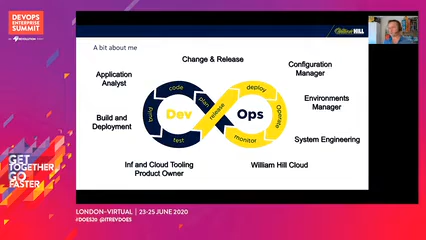 DEVOPS
ENTERPRISE
SUMMIT
William HILL
A bit about me
Change & Release
Application
Analyst
Configuration
Manager
Build and
Deployment
Environments
Manager
System Engineering
Inf and Cloud Tooling
Product Owner
William Hill Cloud
Dev
Ops
code
plan
build
test
release
deploy
operate
monitor
GET
TOGETHER
GO
FASTER
LONDON-VIRTUAL | 23-25 JUNE 2020
#DOES20 @ITREVDOES